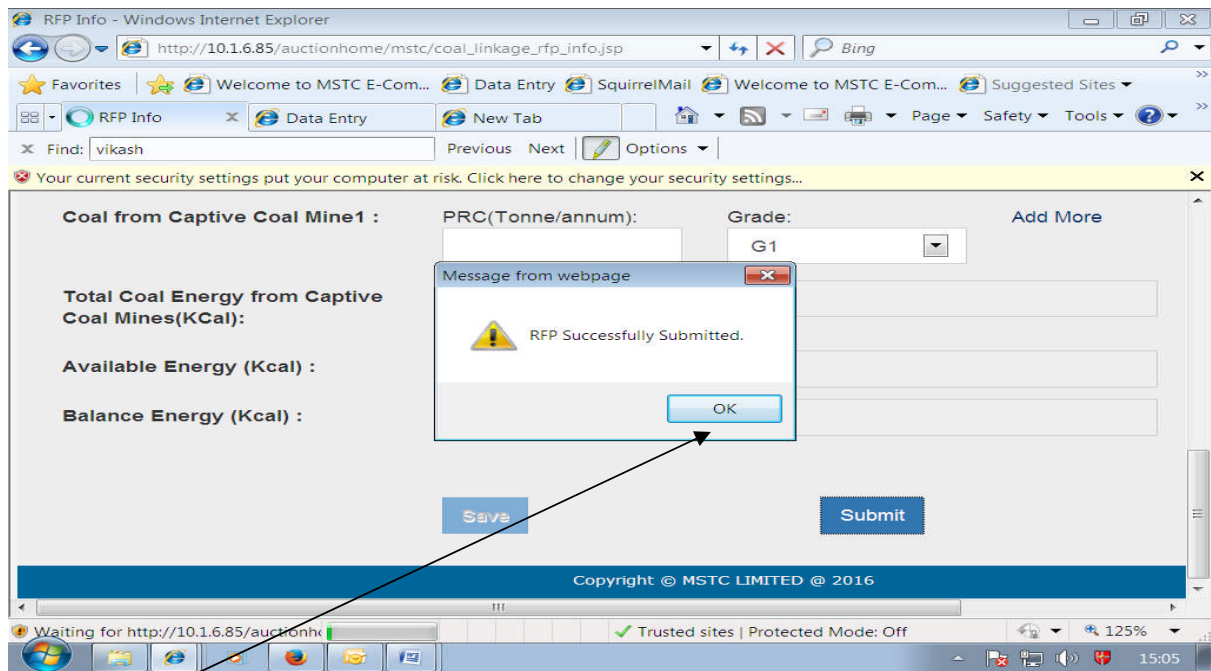 RFP Info - Windows Internet Explorer
http://10.1.6.85/auctionhome/mstc/coal_linkage_rfp_info.jsp Bing
Favorites Welcome to MSTC E-Com... Data Entry SquirrelMail Welcome to MSTC E-Com... Suggested Sites
RFP Info Data Entry New Tab Page Safety Tools
Find: vikash Previous Next Options
Your current security settings put your computer at risk. Click here to change your security settings...
Coal from Captive Coal Mine1 : PRC(Tonne/annum): Grade: Add More
G1
Message from webpage
Total Coal Energy from Captive
Coal Mines(KCal):
RFP Successfully Submitted.
Available Energy (Kcal) :
OK
Balance Energy (Kcal) :
Save Submit
Copyright @ MSTC LIMITED @ 2016
Waiting for http://10.1.6.85/auctionho Trusted sites | Protected Mode: Off 125%
15:05